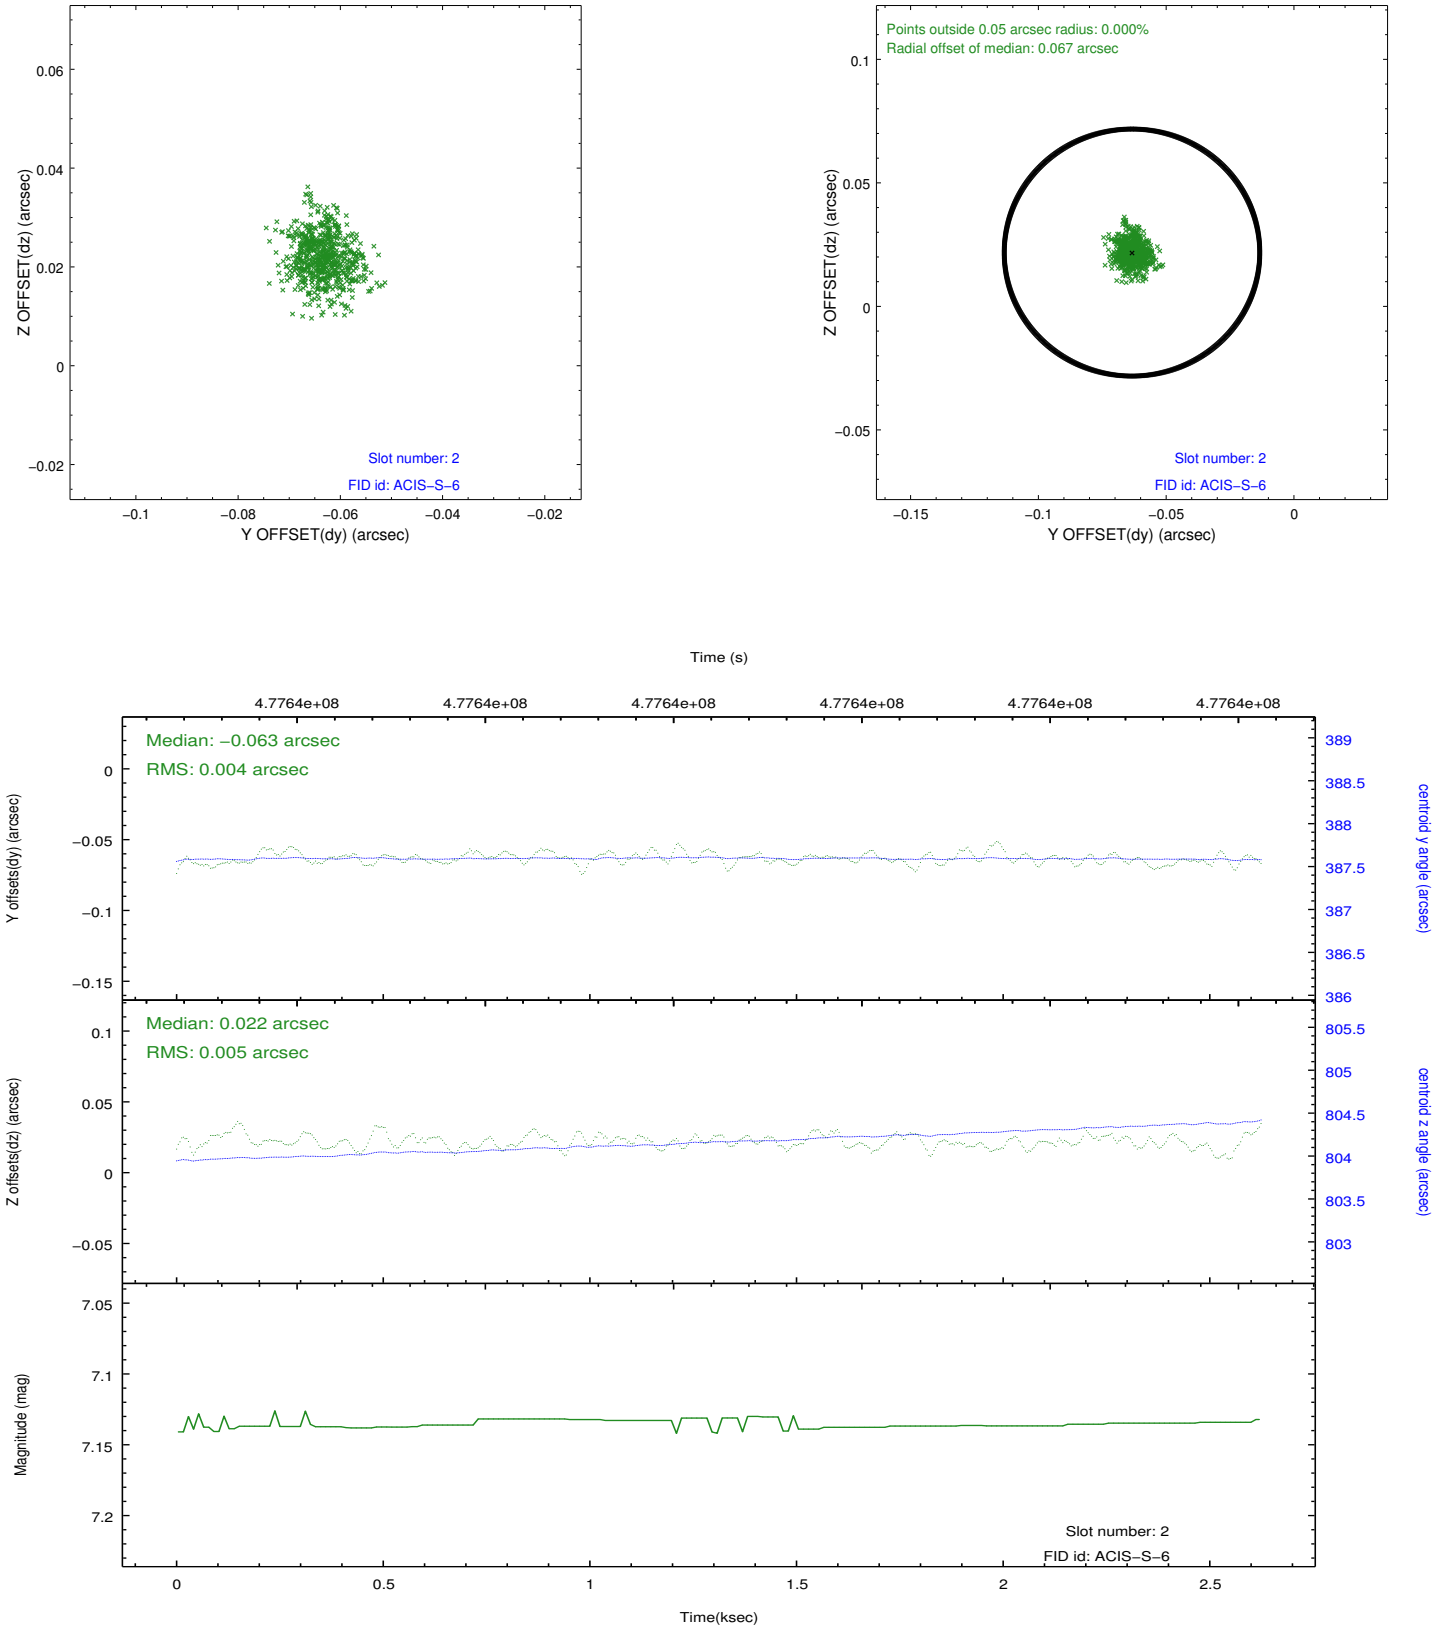 0.06
0.04
0.02
0
−0.02
Z OFFSET(dz) (arcsec)
Slot number: 2
FID id: ACIS−S−6
−0.1
−0.08
−0.06
−0.04
−0.02
Y OFFSET(dy) (arcsec)
Points outside 0.05 arcsec radius: 0.000%
Radial offset of median: 0.067 arcsec
0.1
0.05
0
−0.05
Z OFFSET(dz) (arcsec)
Slot number: 2
FID id: ACIS−S−6
−0.15
−0.1
−0.05
0
Y OFFSET(dy) (arcsec)
Time (s)
4.7764e+08
4.7764e+08
4.7764e+08
4.7764e+08
4.7764e+08
4.7764e+08
Median: −0.063 arcsec
RMS: 0.004 arcsec
0
−0.05
−0.1
−0.15
Y offsets(dy) (arcsec)
389
388.5
388
387.5
387
386.5
386
centroid y angle (arcsec)
Median: 0.022 arcsec
RMS: 0.005 arcsec
0.1
0.05
0
−0.05
Z offsets(dz) (arcsec)
805.5
805
804.5
804
803.5
803
centroid z angle (arcsec)
7.05
7.1
7.15
7.2
Magnitude (mag)
Slot number: 2
FID id: ACIS−S−6
0
0.5
1
1.5
2
2.5
Time(ksec)